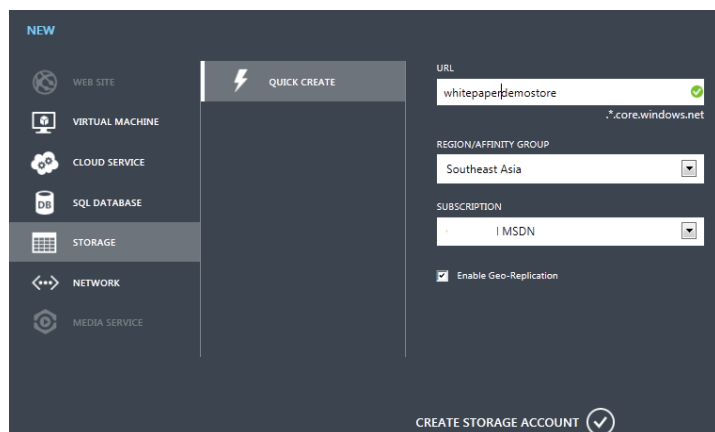 NEW
WEB SITE
VIRTUAL MACHINE
CLOUD SERVICE
DB
SQL DATABASE
STORAGE
NETWORK
MEDIA SERVICE
QUICK CREATE
URL
whitepaperdemostore
.*.core.windows.net
REGION/AFFINITY GROUP
Southeast Asia
SUBSCRIPTION
MSDN
Enable Geo-Replication
CREATE STORAGE ACCOUNT